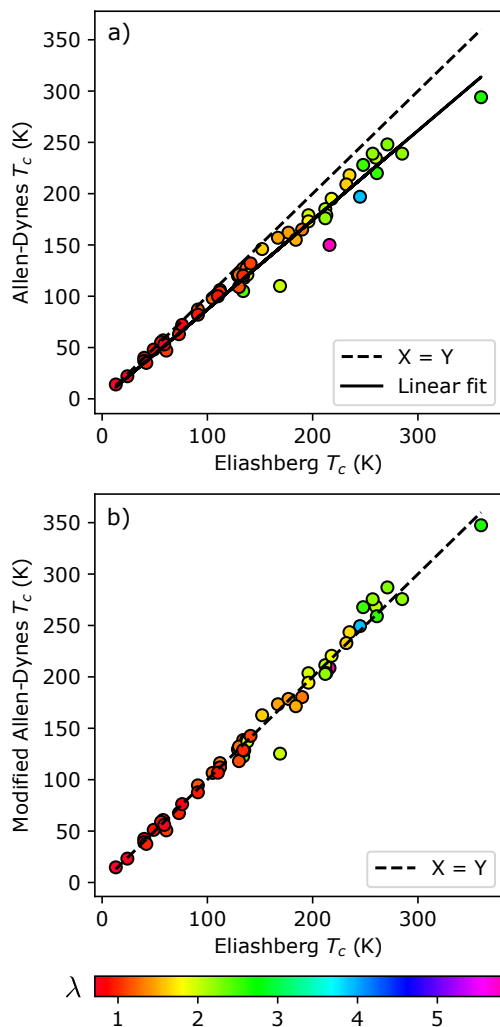 a)
350
300
250
200
150
100
50
0
Allen-Dynes T_c (K)
X = Y
Linear fit
0 100 200 300
Eliashberg T_c (K)
b)
350
300
250
200
150
100
50
0
Modified Allen-Dynes T_c (K)
X = Y
0 100 200 300
Eliashberg T_c (K)
λ
1 2 3 4 5